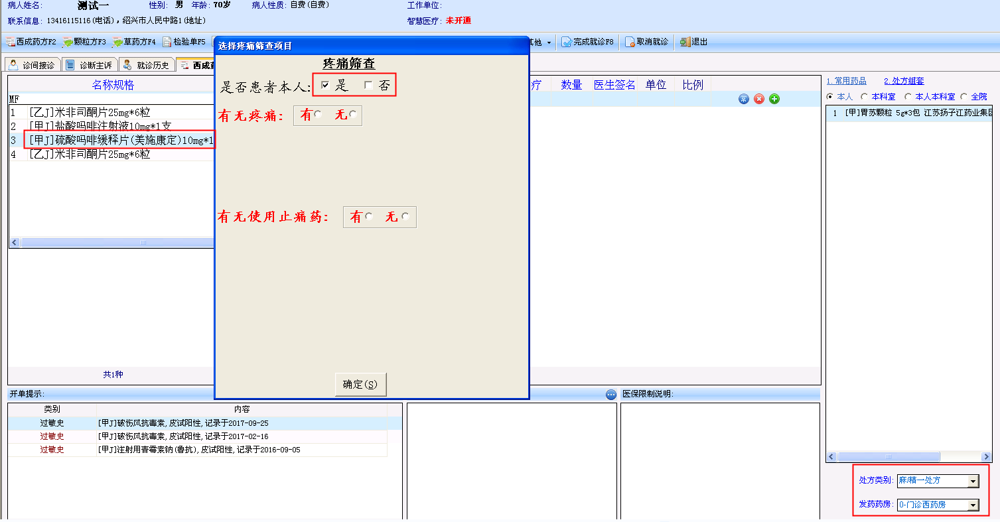 病人姓名: 测试一 性别: 男 年龄: 70岁 病人性质: 自费(自费) 工作单位:
联系信息: 13416115116(电话),绍兴市人民中路1(地址) 智慧医疗: 未开通
西成药方F2 颗粒方F3 草药方F4 检验单F5 其他 完成就诊F8 取消就诊 退出
诊间接诊 诊断主诉 就诊历史 西成药
选择疼痛筛查项目
疼痛筛查
是否患者本人: 是 否
有无疼痛: 有 无
有无使用止痛药: 有 无
确定(S)
名称规格 疗 数量 医生签名 单位 比例
MF
常
1 [乙J]米非司酮片25mg*6粒
2 [甲J]盐酸吗啡注射液10mg*1支
3 [甲J]硫酸吗啡缓释片(美施康定)10mg*1
4 [乙J]米非司酮片25mg*6粒
共1种
1. 常用药品 2. 处方组套
本人 本科室 本人本科室 全院
1 [甲]胃苏颗粒 5g*3包 江苏扬子江药业集团
开单提示: 医保限制说明:
类别 内容
过敏史 [甲J]破伤风抗毒素,皮试阳性,记录于2017-09-25
过敏史 [甲J]破伤风抗毒素,皮试阳性,记录于2017-02-16
过敏史 [甲J]注射用青霉素钠(鲁抗),皮试阳性,记录于2016-09-05
处方类别: 麻精一处方
发药药房: 0-门诊西药房